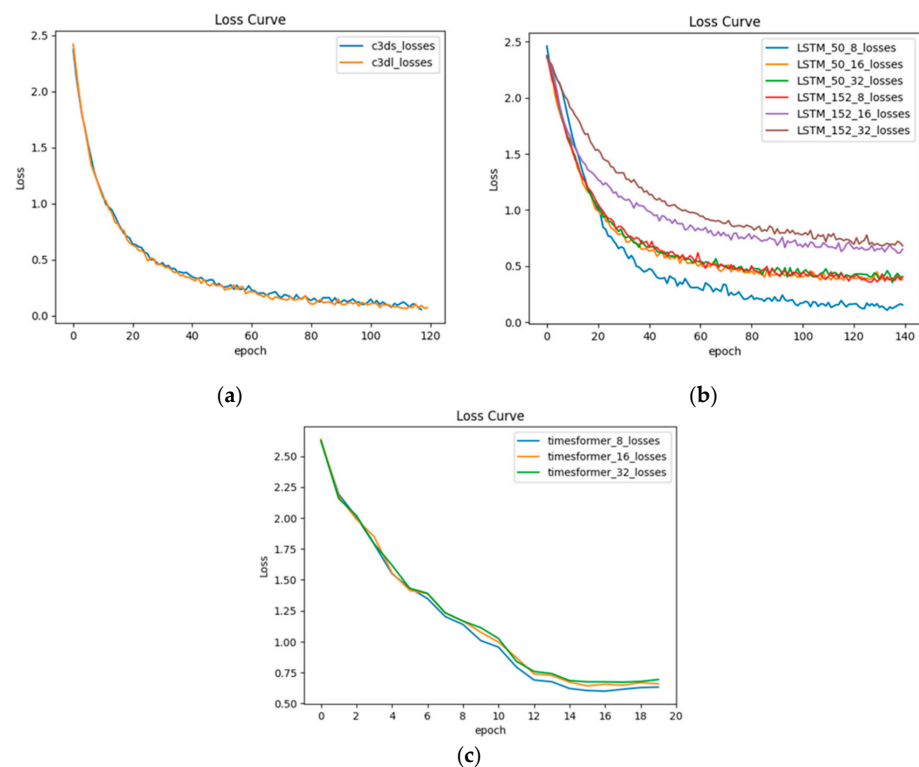 Loss Curve
2.5
2.0
1.5
1.0
0.5
0.0
Loss
c3ds_losses
c3dl_losses
0 20 40 60 80 100 120
epoch
(a)
Loss Curve
2.5
2.0
1.5
1.0
0.5
0.0
Loss
LSTM_50_8_losses
LSTM_50_16_losses
LSTM_50_32_losses
LSTM_152_8_losses
LSTM_152_16_losses
LSTM_152_32_losses
0 20 40 60 80 100 120 140
epoch
(b)
Loss Curve
2.50
2.25
2.00
1.75
1.50
1.25
1.00
0.75
0.50
Loss
timesformer_8_losses
timesformer_16_losses
timesformer_32_losses
0 2 4 6 8 10 12 14 16 18 20
epoch
(c)